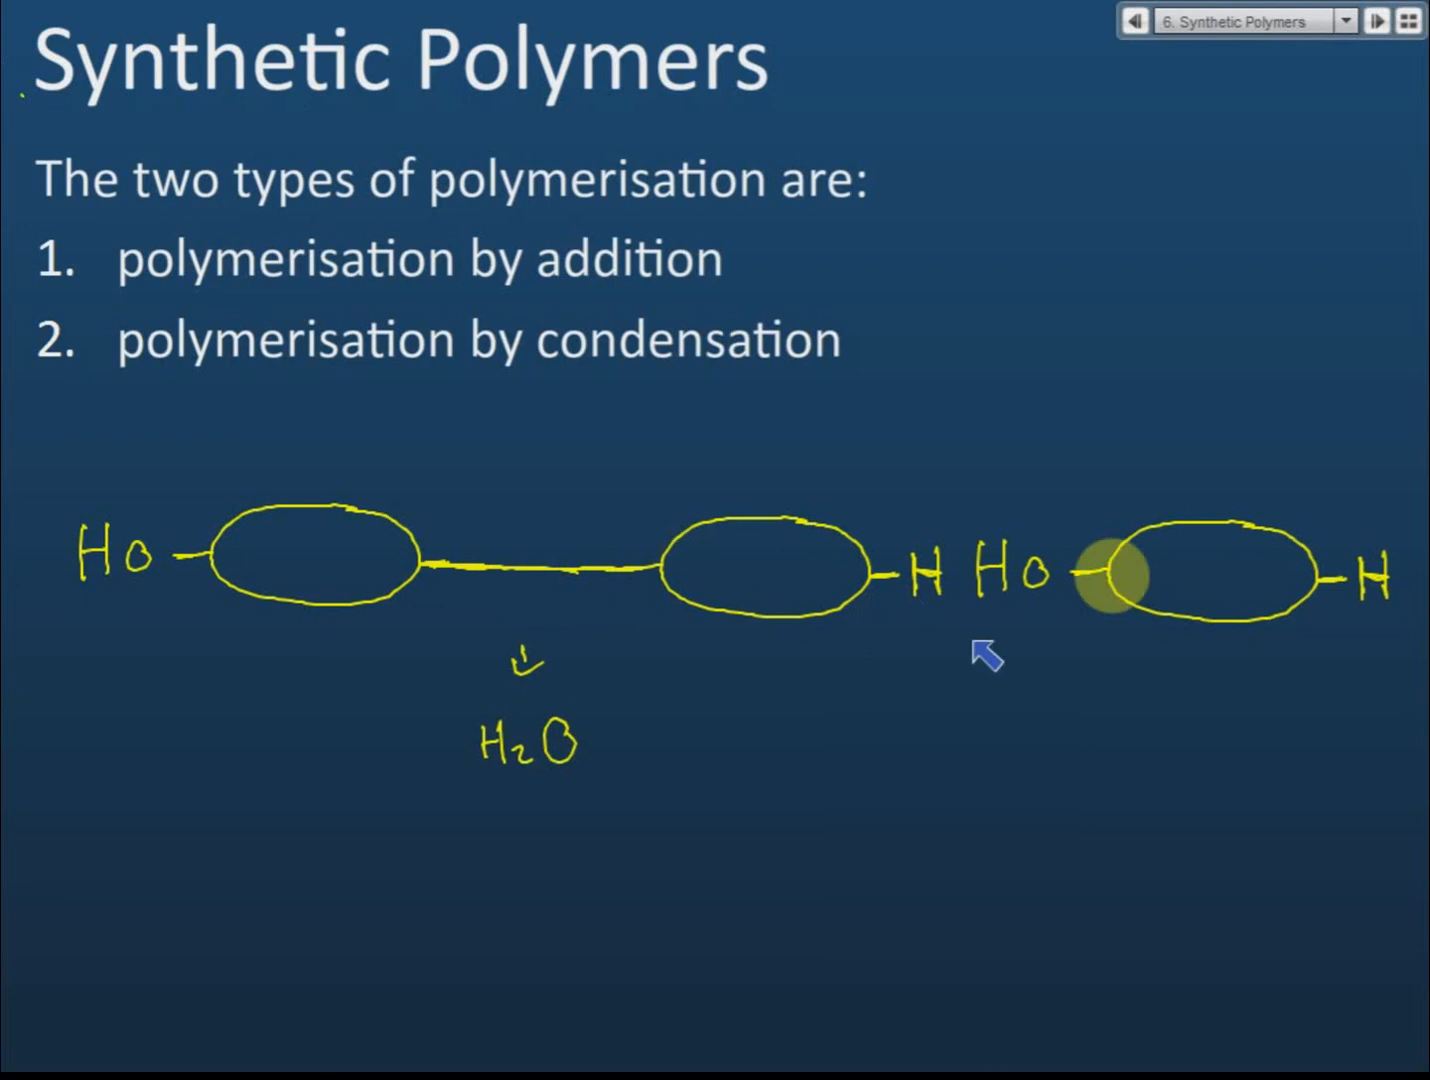 Synthetic Polymers
6. Synthetic Polymers
The two types of polymerisation are:
1. polymerisation by addition
2. polymerisation by condensation
Ho - - H Ho - - H
H₂O